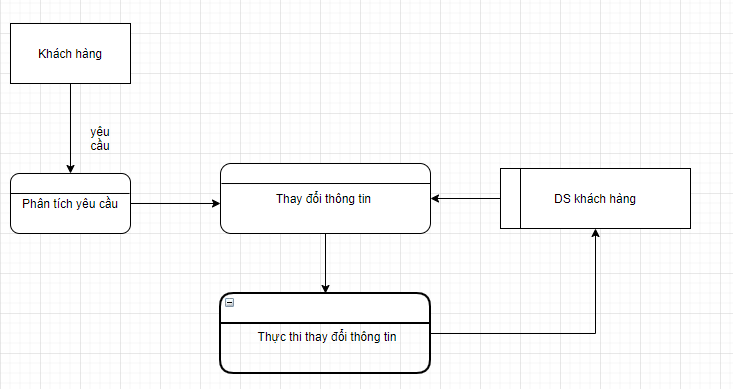 Khách hàng
yêu
cầu
Phân tích yêu cầu
Thay đổi thông tin
DS khách hàng
Thực thi thay đổi thông tin